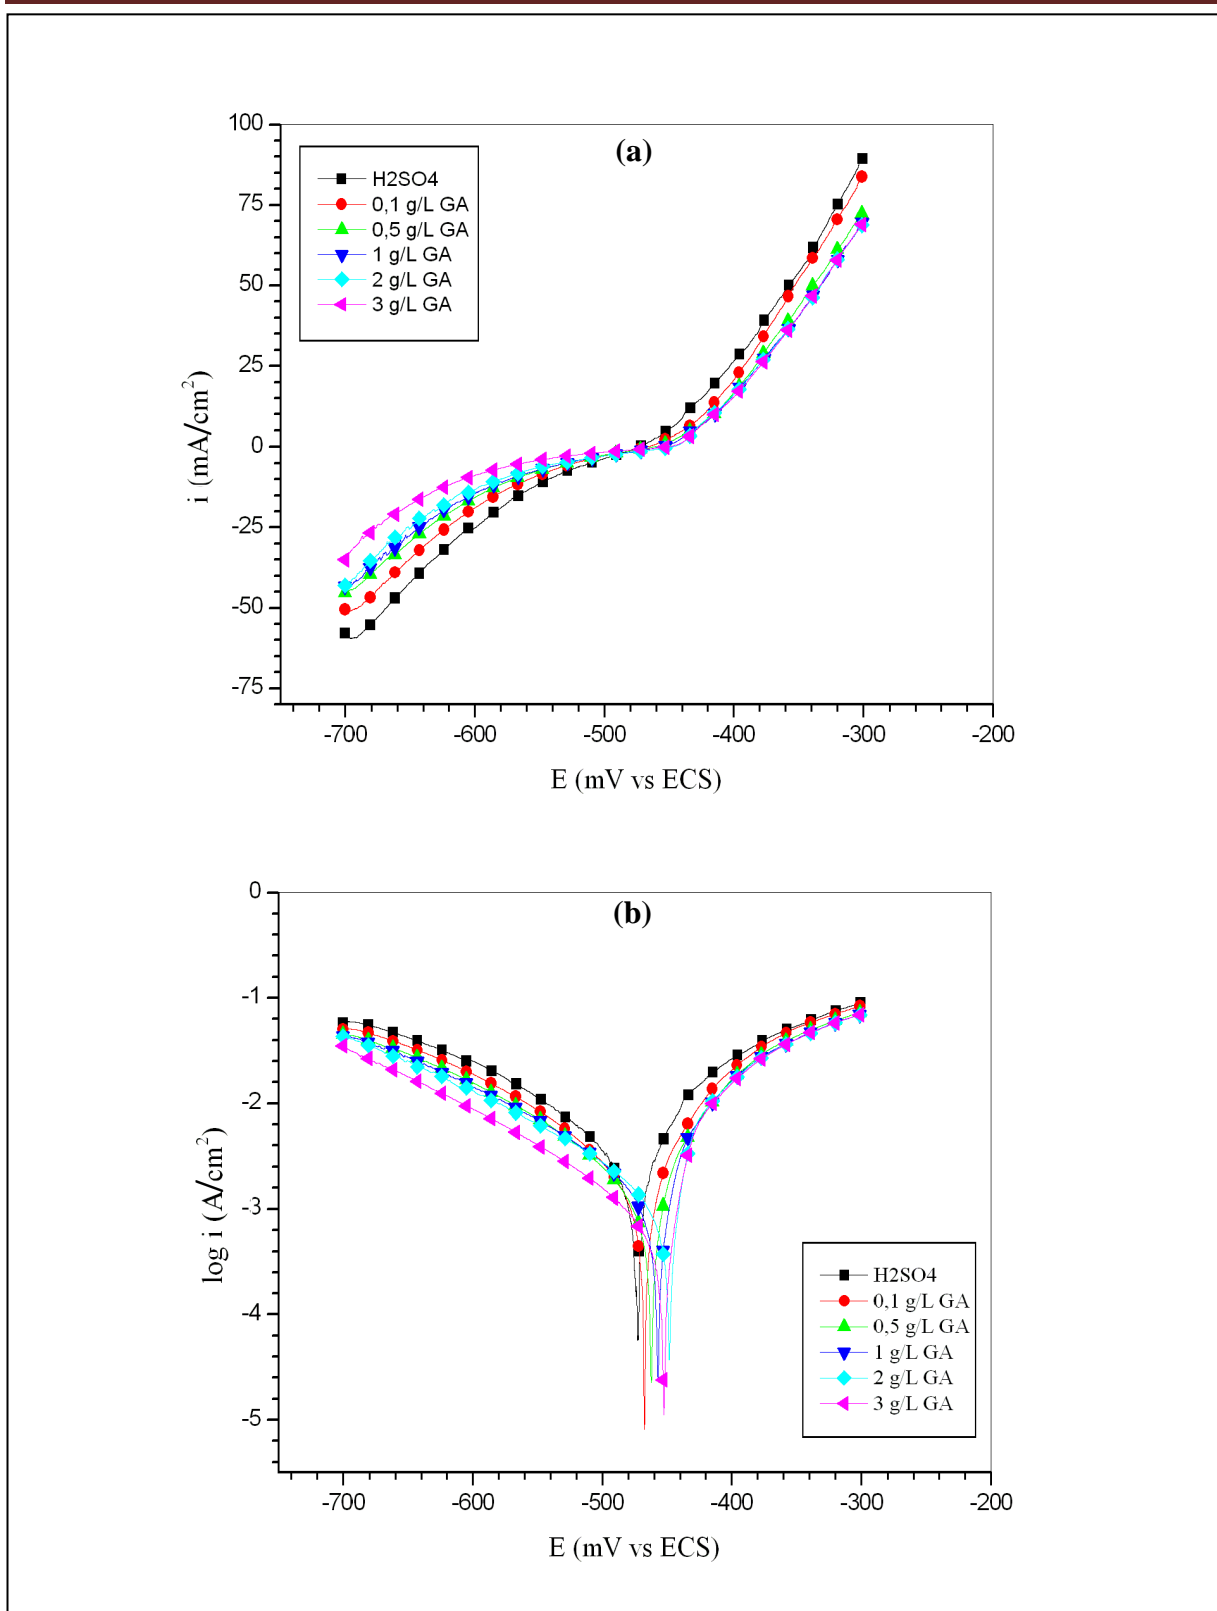 (a)
H2SO4
0,1 g/L GA
0,5 g/L GA
1 g/L GA
2 g/L GA
3 g/L GA
100
75
50
25
0
-25
-50
-75
i (mA/cm²)
-700 -600 -500 -400 -300 -200
E (mV vs ECS)
(b)
0
-1
-2
-3
-4
-5
log i (A/cm²)
H2SO4
0,1 g/L GA
0,5 g/L GA
1 g/L GA
2 g/L GA
3 g/L GA
-700 -600 -500 -400 -300 -200
E (mV vs ECS)